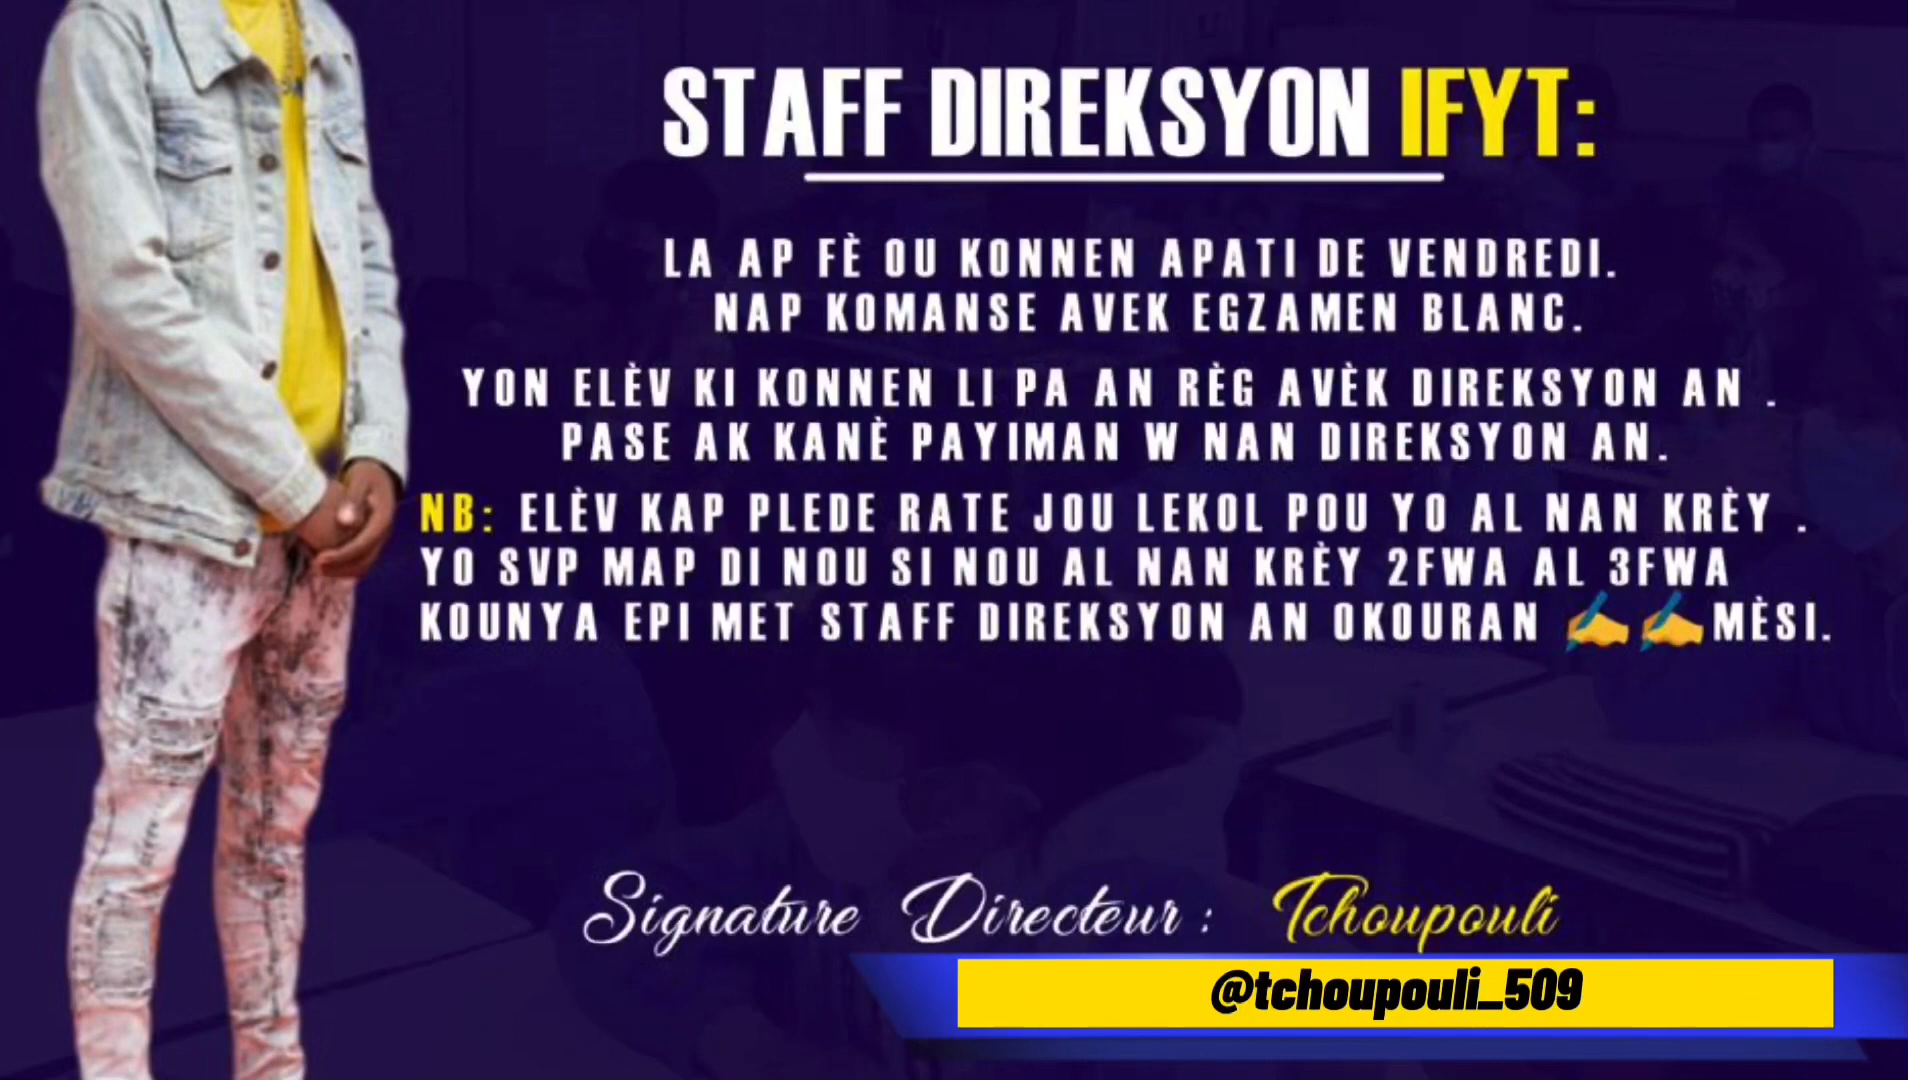 STAFF DIREKSYON IFYT:
LA AP FÈ OU KONNEN APATI DE VENDREDI.
NAP KOMANSE AVEK EGZAMEN BLANC.
YON ELÈV KI KONNEN LI PA AN RÈG AVÈK DIREKSYON AN .
PASE AK KANÈ PAYIMAN W NAN DIREKSYON AN.
NB: ELÈV KAP PLEDE RATE JOU LEKOL POU YO AL NAN KRÈY .
YO SVP MAP DI NOU SI NOU AL NAN KRÈY 2FWA AL 3FWA
KOUNYA EPI MET STAFF DIREKSYON AN OKOURAN ✍️✍️MÈSI.
Signature Directeur : Tchoupouli
@tchoupouli_509